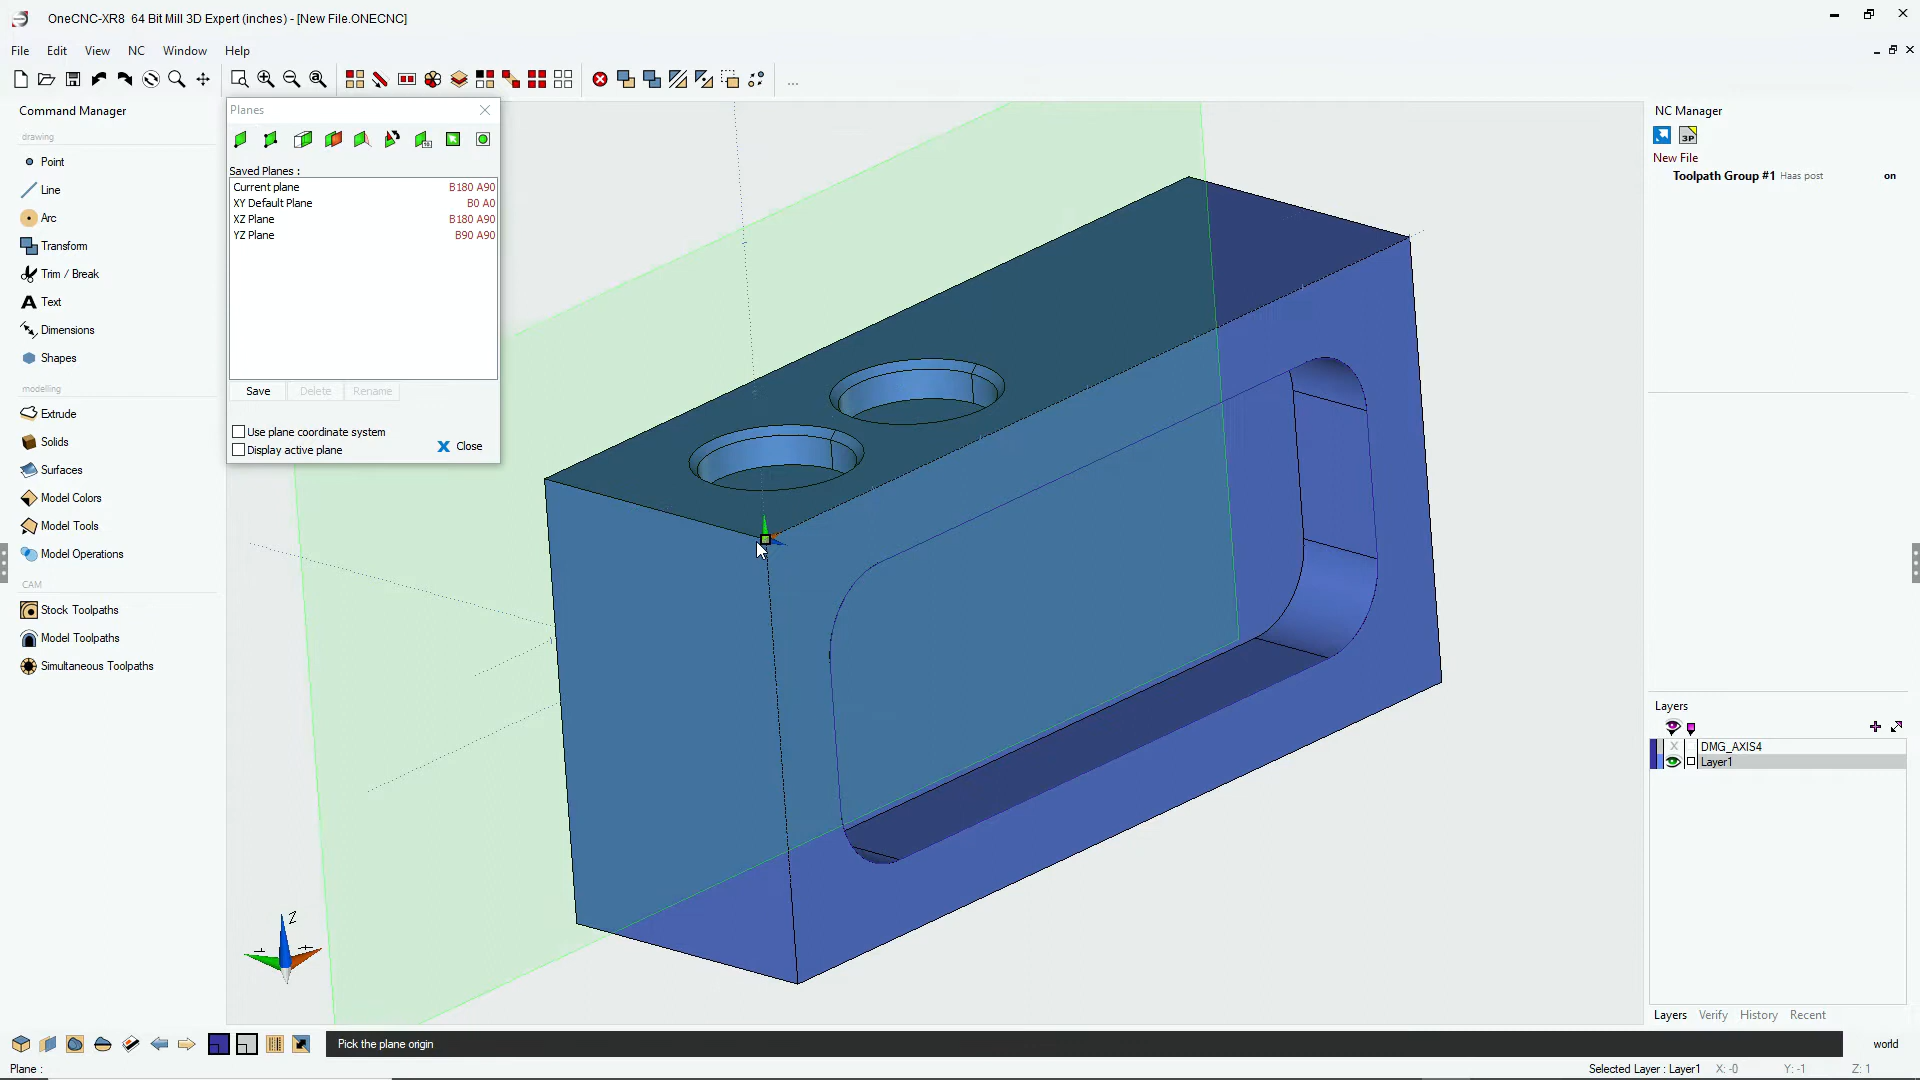 OneCNC-XR8 64 Bit Mill 3D Expert (inches) - [New File.ONECNC]
File Edit View NC Window Help
...
Command Manager
drawing
Point
Line
Arc
Transform
Trim / Break
Text
Dimensions
Shapes
modelling
Extrude
Solids
Surfaces
Model Colors
Model Tools
Model Operations
CAM
Stock Toolpaths
Model Toolpaths
Simultaneous Toolpaths
Planes
Saved Planes :
Current plane B180 A90
XY Default Plane B0 A0
XZ Plane B180 A90
YZ Plane B90 A90
Save Delete Rename
Use plane coordinate system
Display active plane
X Close
Z
NC Manager
3P
New File
Toolpath Group #1 Haas post on
Layers
X DMG_AXIS4
Layer1
Layers Verify History Recent
Pick the plane origin
world
Plane :
Selected Layer : Layer1 X: -0 Y: -1 Z: 1